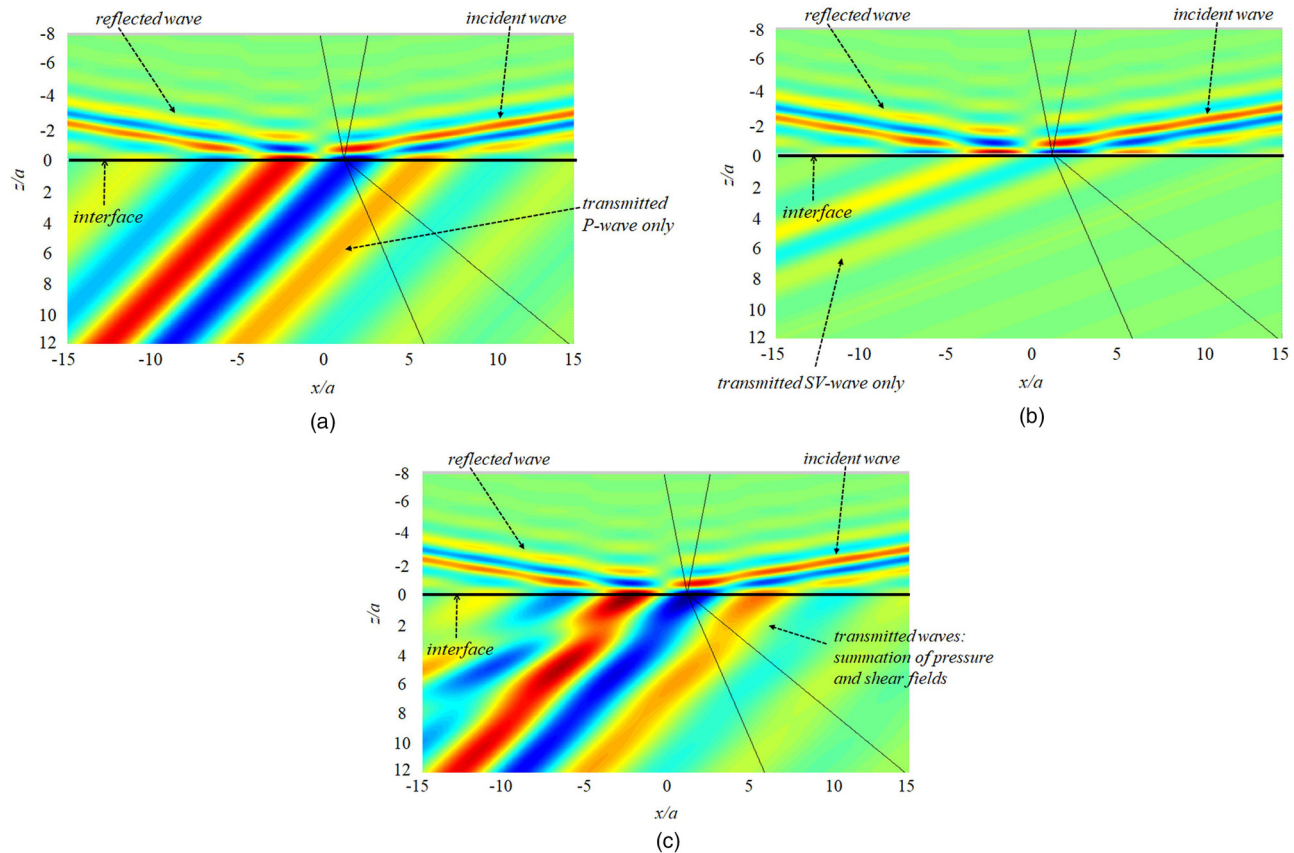 reflected wave
incident wave
-8
-6
-4
-2
0
2
4
6
8
10
12
z/a
interface
transmitted
P-wave only
-15
-10
-5
0
5
10
15
x/a
(a)
reflected wave
incident wave
-8
-6
-4
-2
0
2
4
6
8
10
12
z/a
interface
-15
-10
-5
0
5
10
15
transmitted SV-wave only
x/a
(b)
reflected wave
incident wave
-8
-6
-4
-2
0
2
4
6
8
10
12
z/a
interface
transmitted waves:
summation of pressure
and shear fields
-15
-10
-5
0
5
10
15
x/a
(c)